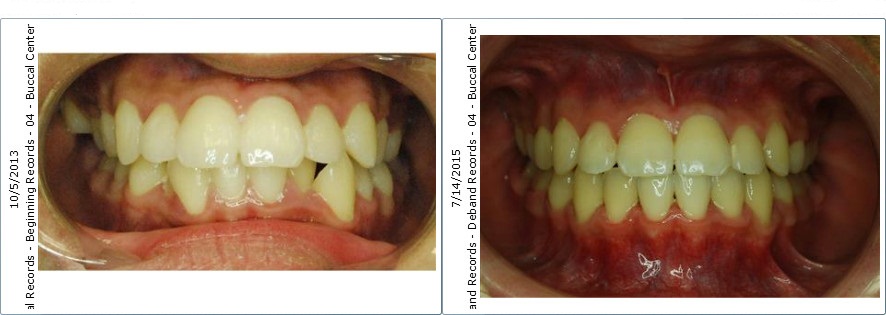 10/5/2013
al Records - Beginning Records - 04 - Buccal Center
7/14/2015
and Records - Deband Records - 04 - Buccal Center